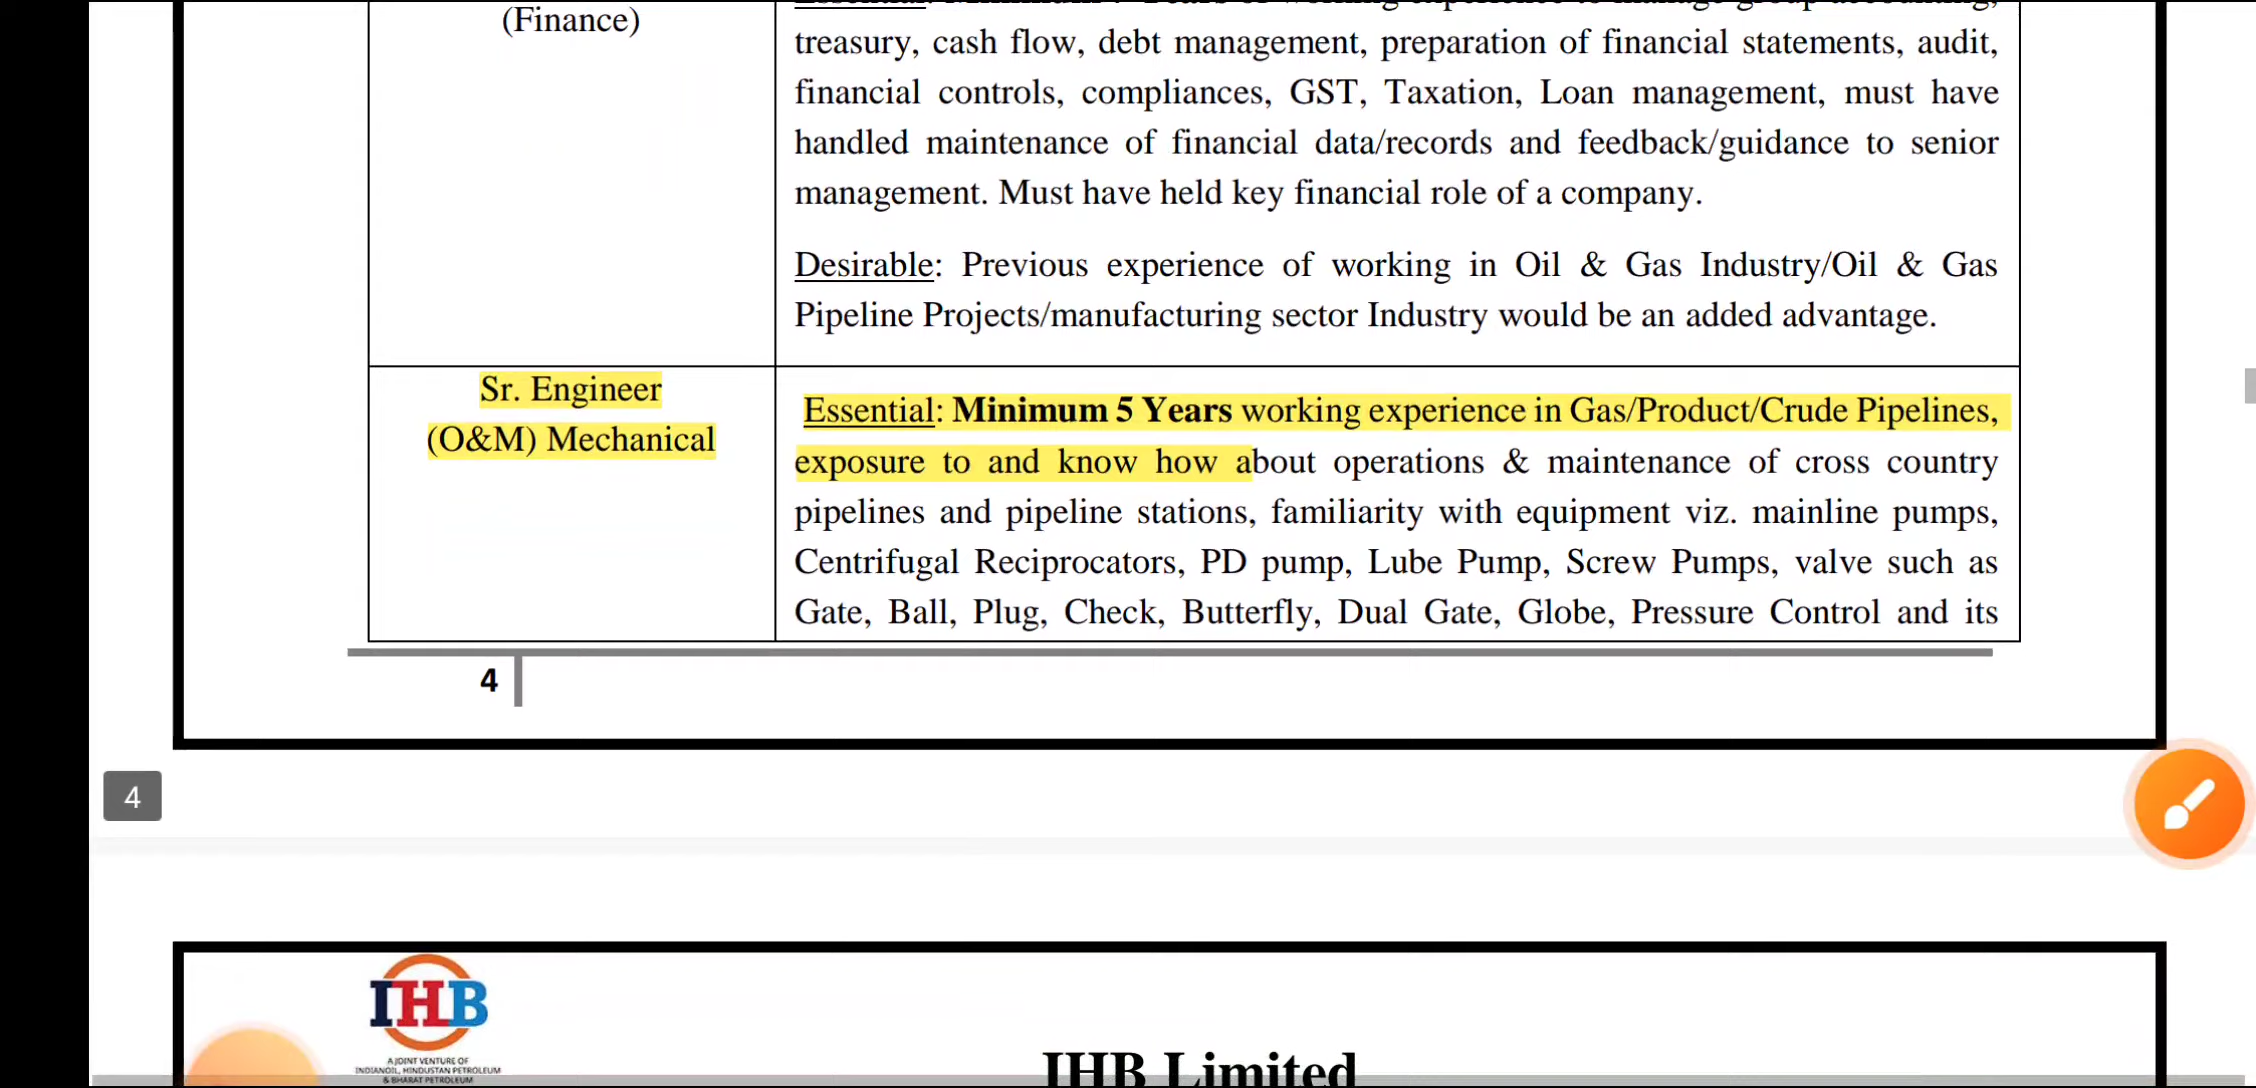 (Finance)
treasury, cash flow, debt management, preparation of financial statements, audit,
financial controls, compliances, GST, Taxation, Loan management, must have
handled maintenance of financial data/records and feedback/guidance to senior
management. Must have held key financial role of a company.
Desirable: Previous experience of working in Oil & Gas Industry/Oil & Gas
Pipeline Projects/manufacturing sector Industry would be an added advantage.
Sr. Engineer
(O&M) Mechanical
Essential: Minimum 5 Years working experience in Gas/Product/Crude Pipelines,
exposure to and know how about operations & maintenance of cross country
pipelines and pipeline stations, familiarity with equipment viz. mainline pumps,
Centrifugal Reciprocators, PD pump, Lube Pump, Screw Pumps, valve such as
Gate, Ball, Plug, Check, Butterfly, Dual Gate, Globe, Pressure Control and its
4
4
IHB
A JOINT VENTURE OF
INDIANOIL, HINDUSTAN PETROLEUM
& BHARAT PETROLEUM
IHB Limited